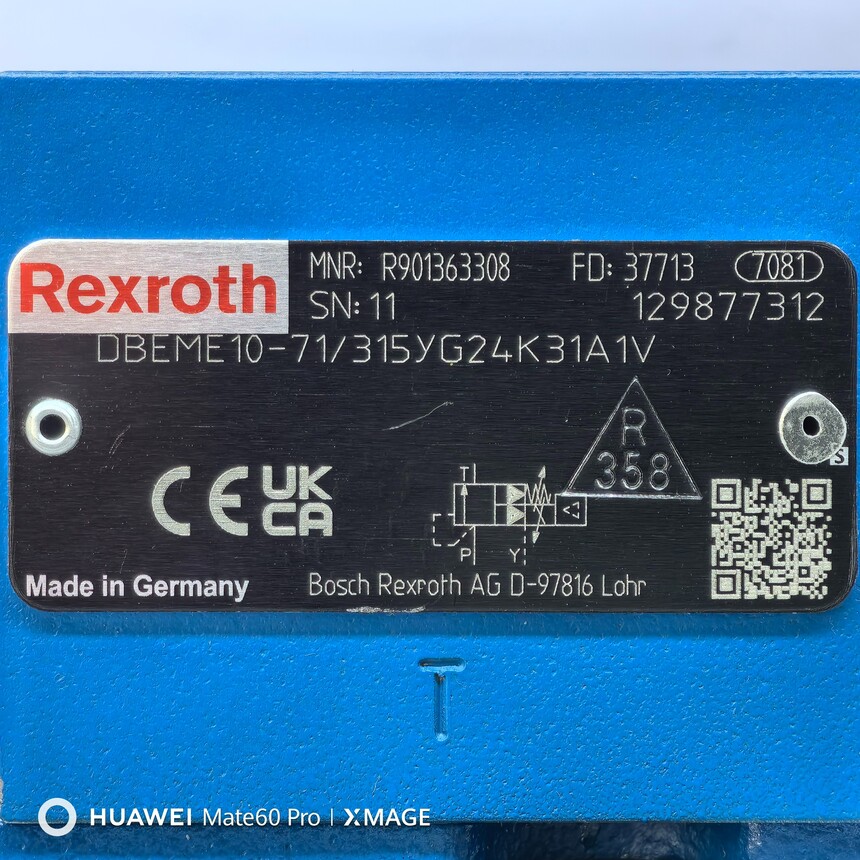 Rexroth
MNR: R901363308 FD: 37713 7081
SN: 11 129877312
DBEME10-71/315YG24K31A1V
R
358
CE UK
CA
T
P Y
S
Made in Germany
Bosch Rexroth AG D-97816 Lohr
T
HUAWEI Mate60 Pro | XMAGE